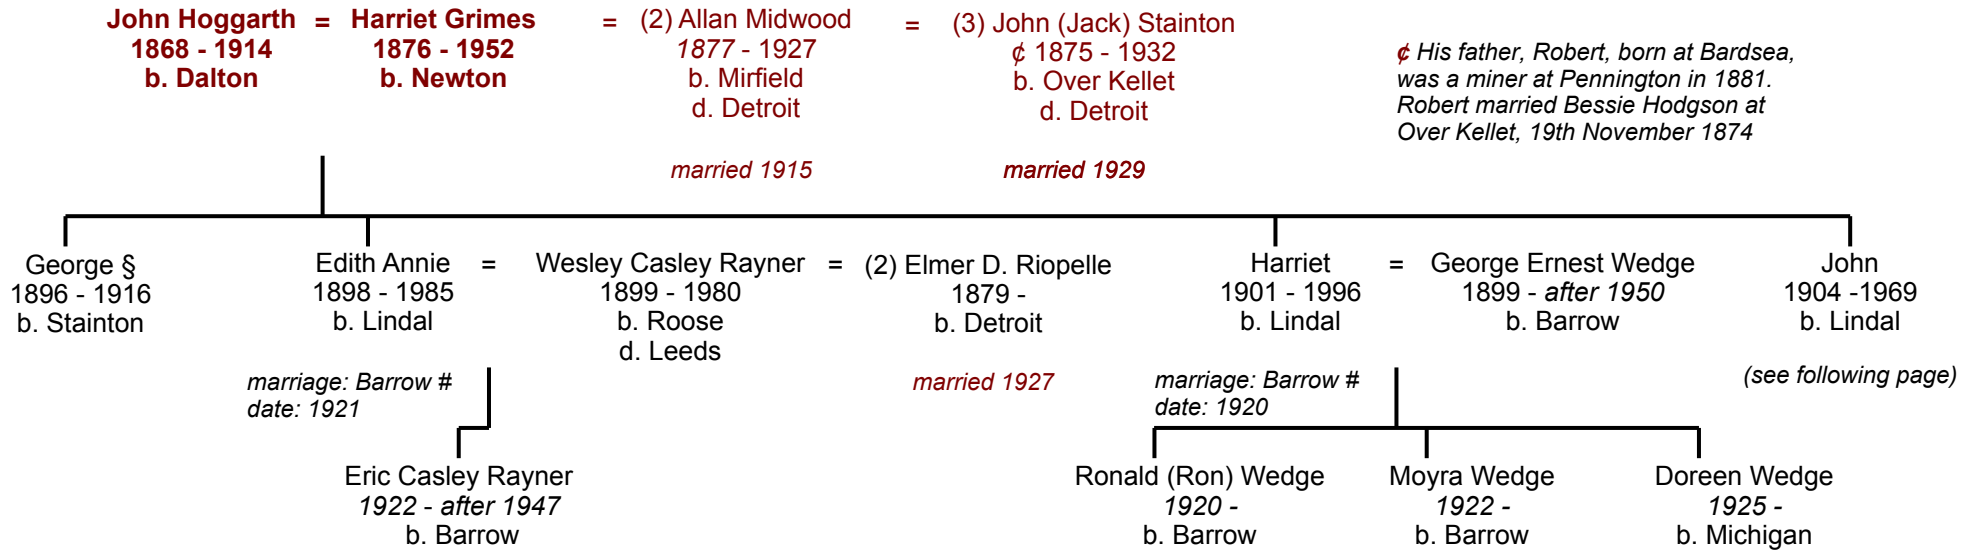 John Hoggarth = Harriet Grimes = (2) Allan Midwood = (3) John (Jack) Stainton
1868 - 1914 1876 - 1952 1877 - 1927 ¢ 1875 - 1932
b. Dalton b. Newton b. Mirfield b. Over Kellet
d. Detroit d. Detroit
married 1915 married 1929
¢ His father, Robert, born at Bardsea,
was a miner at Pennington in 1881.
Robert married Bessie Hodgson at
Over Kellet, 19th November 1874
George § Edith Annie = Wesley Casley Rayner = (2) Elmer D. Riopelle Harriet = George Ernest Wedge John
1896 - 1916 1898 - 1985 1899 - 1980 1879 - 1901 - 1996 1899 - after 1950 1904 -1969
b. Stainton b. Lindal b. Roose b. Detroit b. Lindal b. Barrow b. Lindal
d. Leeds
marriage: Barrow # married 1927 marriage: Barrow # (see following page)
date: 1921 date: 1920
Eric Casley Rayner Ronald (Ron) Wedge Moyra Wedge Doreen Wedge
1922 - after 1947 1920 - 1922 - 1925 -
b. Barrow b. Barrow b. Barrow b. Michigan